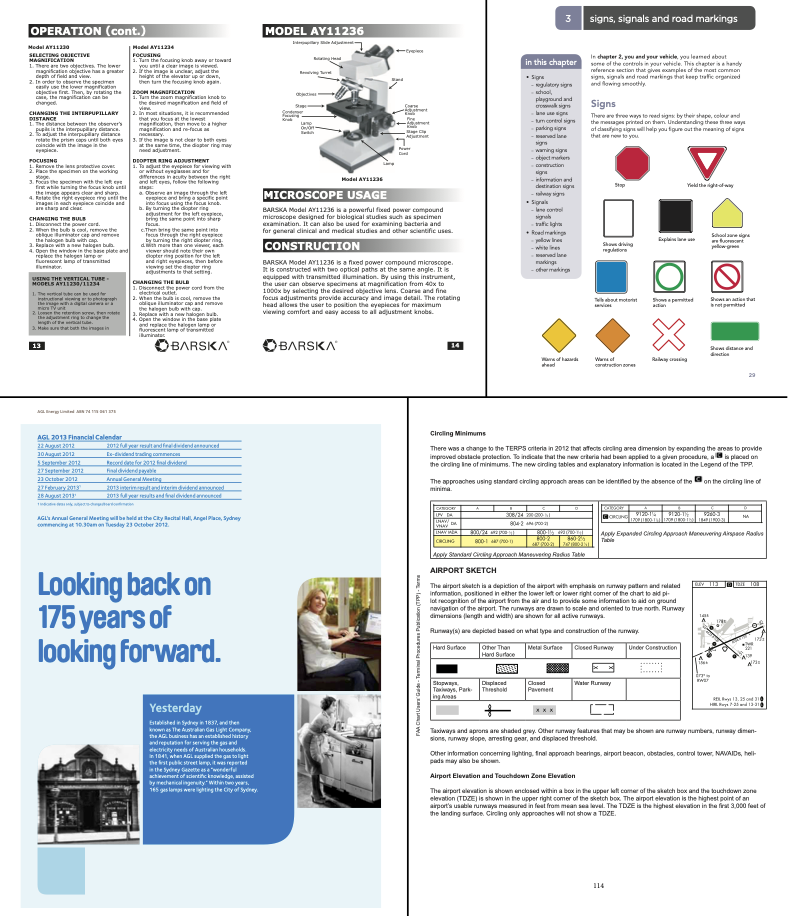 OPERATION (cont.)
Model AY11230
SELECTING OBJECTIVE
MAGNIFICATION
1. There are two objectives. The lower
magnification objective has a greater
depth of field and view.
2. In order to observe the specimen
easily use the lower magnification
objective first. Then, by rotating the
case, the magnification can be
changed.
CHANGING THE INTERPUPILLARY
DISTANCE
1. The distance between the observer's
pupils is the interpupillary distance.
2. To adjust the interpupillary distance
rotate the prism caps until both eyes
coincide with the image in the
eyepiece.
FOCUSING
1. Remove the lens protective cover.
2. Place the specimen on the working
stage.
3. Focus the specimen with the left eye
first while turning the focus knob until
the image appears clear and sharp.
4. Rotate the right eyepiece ring until the
images in each eyepiece coincide
and are sharp and clear.
CHANGING THE BULB
1. Disconnect the power cord.
2. When the bulb is cool, remove the
oblique illuminator cap and remove
the halogen bulb with cap.
3. Replace with a new halogen bulb.
4. Open the window in the base plate and
replace the halogen lamp or
fluorescent lamp of transmitted
illuminator.
USING THE VERTICAL TUBE -
MODELS AY11230/11234
1. The vertical tube can be used for
instructional viewing or to photograph
the image with a digital camera or a
micro TV unit
2. Loosen the retention screw, then rotate
the adjustment ring to change the
length of the vertical tube.
3. Make sure that both the images in
13
Model AY11234
FOCUSING
1. Turn the focusing knob away or toward
you until a clear image is viewed.
2. If the image is unclear, adjust the
height of the elevator up or down,
then turn the focusing knob again.
ZOOM MAGNIFICATION
1. Turn the zoom magnification knob to
the desired magnification and field of
view.
2. In most situations, it is recommended
that you focus at the lowest
magnification, then move to a higher
magnification and re-focus as
necessary.
3. If the image is not clear to both eyes
at the same time, the diopter ring may
need adjustment.
DIOPTER RING ADJUSTMENT
1. To adjust the eyepiece for viewing with
or without eyeglasses and for
differences in acuity between the right
and left eyes, follow the following
steps:
a. Observe an image through the left
eyepiece and bring a specific point
into focus using the focus knob.
b. By turning the diopter ring
adjustment for the left eyepiece,
bring the same point into sharp
focus.
c.Then bring the same point into
focus through the right eyepiece
by turning the right diopter ring.
d.With more than one viewer, each
viewer should note their own
diopter ring position for the left
and right eyepieces, then before
viewing set the diopter ring
adjustments to that setting.
CHANGING THE BULB
1. Disconnect the power cord from the
electrical outlet.
2. When the bulb is cool, remove the
oblique illuminator cap and remove
the halogen bulb with cap.
3. Replace with a new halogen bulb.
4. Open the window in the base plate
and replace the halogen lamp or
fluorescent lamp of transmitted
illuminator.
BARSKA
MODEL AY11236
Interpupillary Slide Adjustment
Eyepiece
Rotating Head
Revolving Turret
Stand
Objectives
Stage
Condenser
Focusing
Knob
Coarse
Adjustment
Knob
Fine
Adjustment
Knob
Lamp
On/Off
Switch
Stage Clip
Adjustment
Power
Cord
Lamp
Model AY11236
MICROSCOPE USAGE
BARSKA Model AY11236 is a powerful fixed power compound
microscope designed for biological studies such as specimen
examination. It can also be used for examining bacteria and
for general clinical and medical studies and other scientific uses.
CONSTRUCTION
BARSKA Model AY11236 is a fixed power compound microscope.
It is constructed with two optical paths at the same angle. It is
equipped with transmitted illumination. By using this instrument,
the user can observe specimens at magnification from 40x to
1000x by selecting the desired objective lens. Coarse and fine
focus adjustments provide accuracy and image detail. The rotating
head allows the user to position the eyepieces for maximum
viewing comfort and easy access to all adjustment knobs.
BARSKA
14
3 signs, signals and road markings
in this chapter
• Signs
– regulatory signs
– school,
playground and
crosswalk signs
– lane use signs
– turn control signs
– parking signs
– reserved lane
signs
– warning signs
– object markers
– construction
signs
– information and
destination signs
– railway signs
• Signals
– lane control
signals
– traffic lights
• Road markings
– yellow lines
– white lines
– reserved lane
markings
– other markings
In chapter 2, you and your vehicle, you learned about
some of the controls in your vehicle. This chapter is a handy
reference section that gives examples of the most common
signs, signals and road markings that keep traffic organized
and flowing smoothly.
Signs
There are three ways to read signs: by their shape, colour and
the messages printed on them. Understanding these three ways
of classifying signs will help you figure out the meaning of signs
that are new to you.
Stop
Yield the right-of-way
Shows driving
regulations
Explains lane use
School zone signs
are fluorescent
yellow-green
Tells about motorist
services
Shows a permitted
action
Shows an action that
is not permitted
Warns of hazards
ahead
Warns of
construction zones
Railway crossing
Shows distance and
direction
29
AGL Energy Limited ABN 74 115 061 375
AGL 2013 Financial Calendar
22 August 2012 2012 full year result and final dividend announced
30 August 2012 Ex-dividend trading commences
5 September 2012 Record date for 2012 final dividend
27 September 2012 Final dividend payable
23 October 2012 Annual General Meeting
27 February 2013¹ 2013 interim result and interim dividend announced
28 August 2013¹ 2013 full year results and final dividend announced
¹ Indicative dates only, subject to change/Board confirmation
AGL's Annual General Meeting will be held at the City Recital Hall, Angel Place, Sydney
commencing at 10.30am on Tuesday 23 October 2012.
Looking back on
175 years of
looking forward.
Yesterday
Established in Sydney in 1837, and then
known as The Australian Gas Light Company,
the AGL business has an established history
and reputation for serving the gas and
electricity needs of Australian households.
In 1841, when AGL supplied the gas to light
the first public street lamp, it was reported
in the Sydney Gazette as a "wonderful
achievement of scientific knowledge, assisted
by mechanical ingenuity." Within two years,
165 gas lamps were lighting the City of Sydney.
FAA Chart Users' Guide - Terminal Procedures Publication (TPP) - Terms
Circling Minimums
There was a change to the TERPS criteria in 2012 that affects circling area dimension by expanding the areas to provide
improved obstacle protection. To indicate that the new criteria had been applied to a given procedure, a C is placed on
the circling line of minimums. The new circling tables and explanatory information is located in the Legend of the TPP.
The approaches using standard circling approach areas can be identified by the absence of the C on the circling line of
minima.
CATEGORY A B C D
LPV DA 308/24 200 (200-½)
LNAV/ VNAV DA 804-2
LNAV MDA 800/24 692 (700-½) 800-1½ 692 (700-1½)
CIRCLING 800-1 687 (700-1) 800-2 687 (700-2) 860-2½ 747 (800-2½)
Apply Standard Circling Approach Maneuvering Radius Table
CATEGORY A B C D
C CIRCLING 9120-1¼ 9120-1½ 9260-3 NA
Apply Expanded Circling Approach Maneuvering Airspace Radius
Table
AIRPORT SKETCH
The airport sketch is a depiction of the airport with emphasis on runway pattern and related
information, positioned in either the lower left or lower right corner of the chart to aid pi-
lot recognition of the airport from the air and to provide some information to aid on ground
navigation of the airport. The runways are drawn to scale and oriented to true north. Runway
dimensions (length and width) are shown for all active runways.
Runway(s) are depicted based on what type and construction of the runway.
Hard Surface
Other Than
Hard Surface
Metal Surface
Closed Runway
Under Construction
Stopways,
Taxiways, Park-
ing Areas
Displaced
Threshold
Closed
Pavement
Water Runway
x x x
ELEV 113 D TDZE 108
Taxiways and aprons are shaded grey. Other runway features that may be shown are runway numbers, runway dimen-
sions, runway slope, arresting gear, and displaced threshold.
Other information concerning lighting, final approach bearings, airport beacon, obstacles, control tower, NAVAIDs, heli-
pads may also be shown.
Airport Elevation and Touchdown Zone Elevation
The airport elevation is shown enclosed within a box in the upper left corner of the sketch box and the touchdown zone
elevation (TDZE) is shown in the upper right corner of the sketch box. The airport elevation is the highest point of an
airport's usable runways measured in feet from mean sea level. The TDZE is the highest elevation in the first 3,000 feet of
the landing surface. Circling only approaches will not show a TDZE.
114